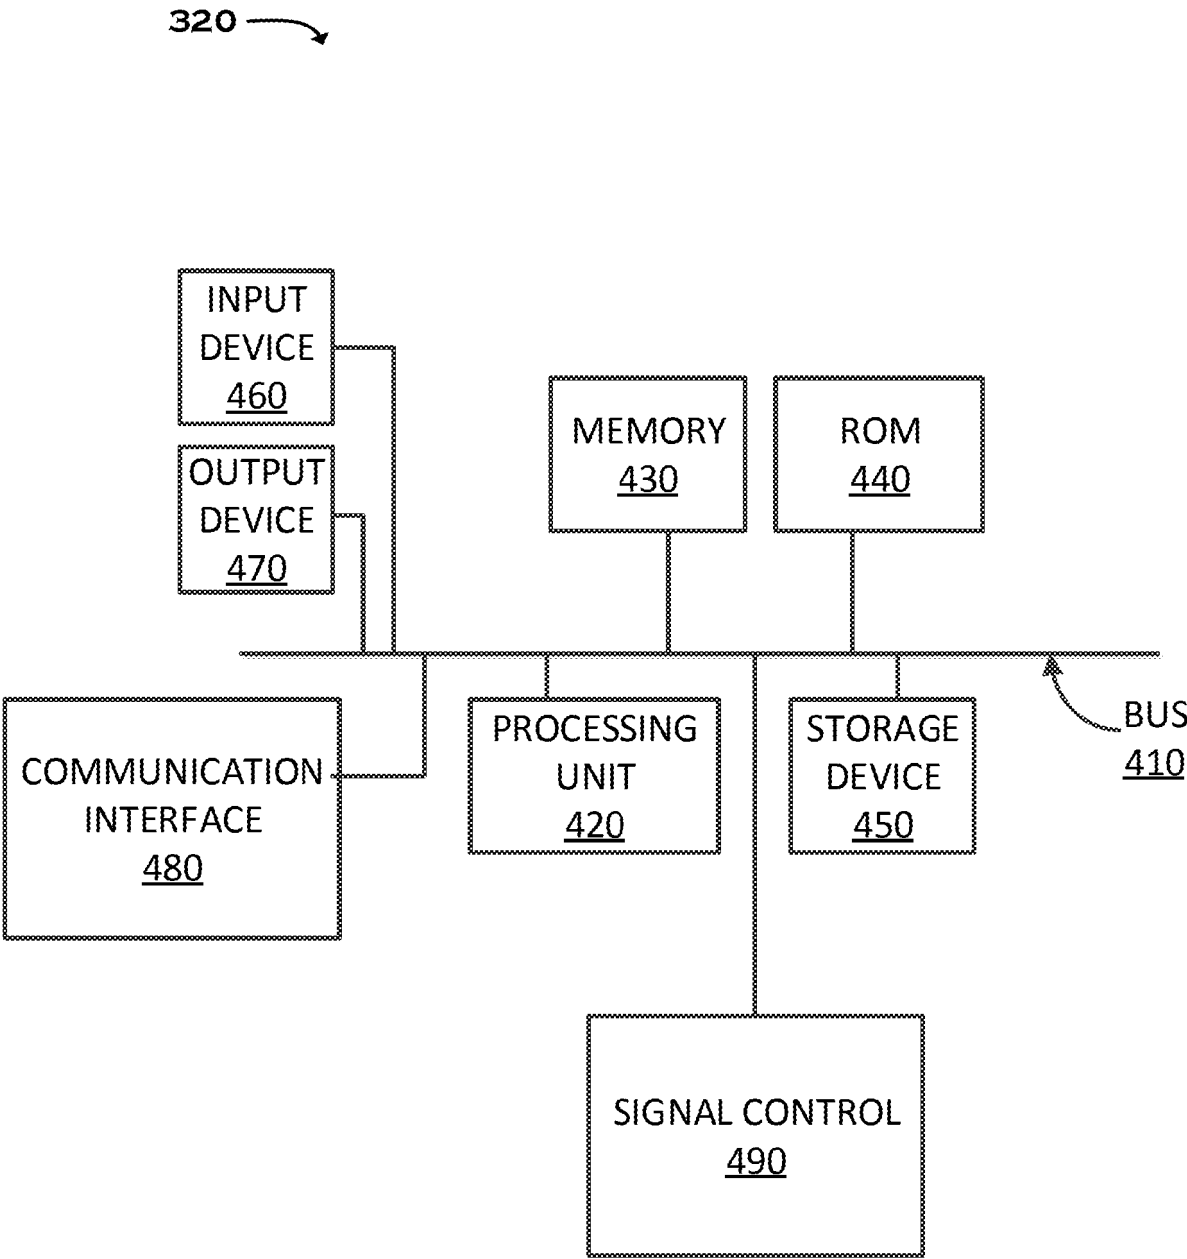 320
INPUT
DEVICE
460
OUTPUT
DEVICE
470
MEMORY
430
ROM
440
COMMUNICATION
INTERFACE
480
PROCESSING
UNIT
420
STORAGE
DEVICE
450
BUS
410
SIGNAL CONTROL
490